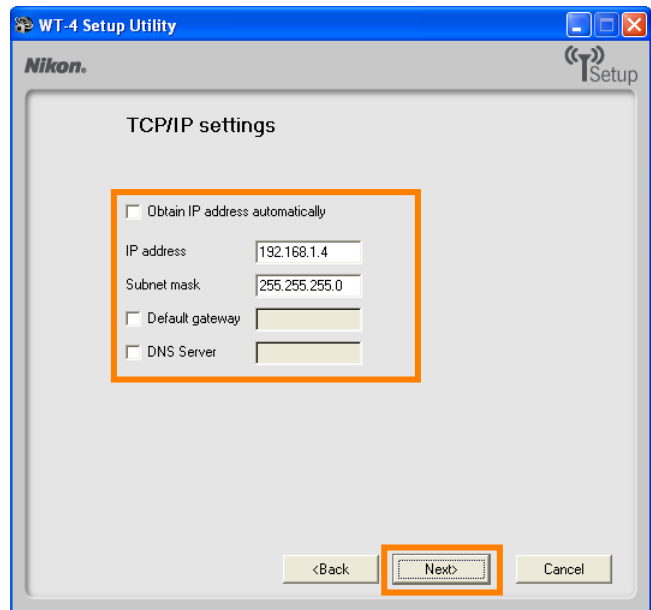 WT-4 Setup Utility
Nikon®
Setup
TCP/IP settings
Obtain IP address automatically
IP address 192.168.1.4
Subnet mask 255.255.255.0
Default gateway
DNS Server
<Back Next> Cancel